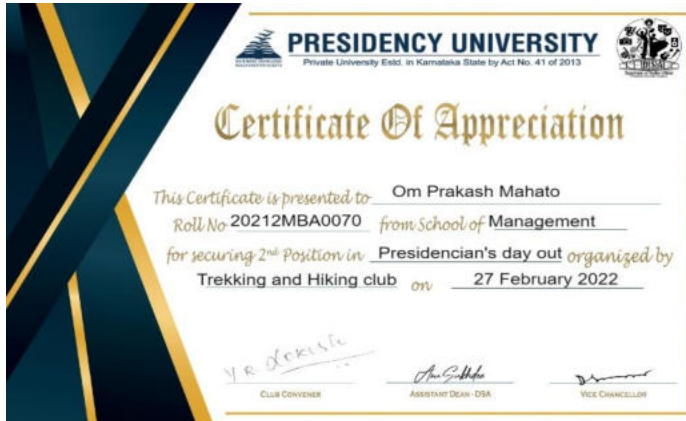 PRESIDENCY UNIVERSITY
Private University Estd. in Karnataka State by Act No. 41 of 2013
Certificate Of Appreciation
This Certificate is presented to Om Prakash Mahato
Roll No 20212MBA0070 from School of Management
for securing 2nd Position in Presidencian's day out organized by
Trekking and Hiking club on 27 February 2022
Y.R. Lokesh
CLUB CONVENER ASSISTANT DEAN - DSA VICE CHANCELLOR